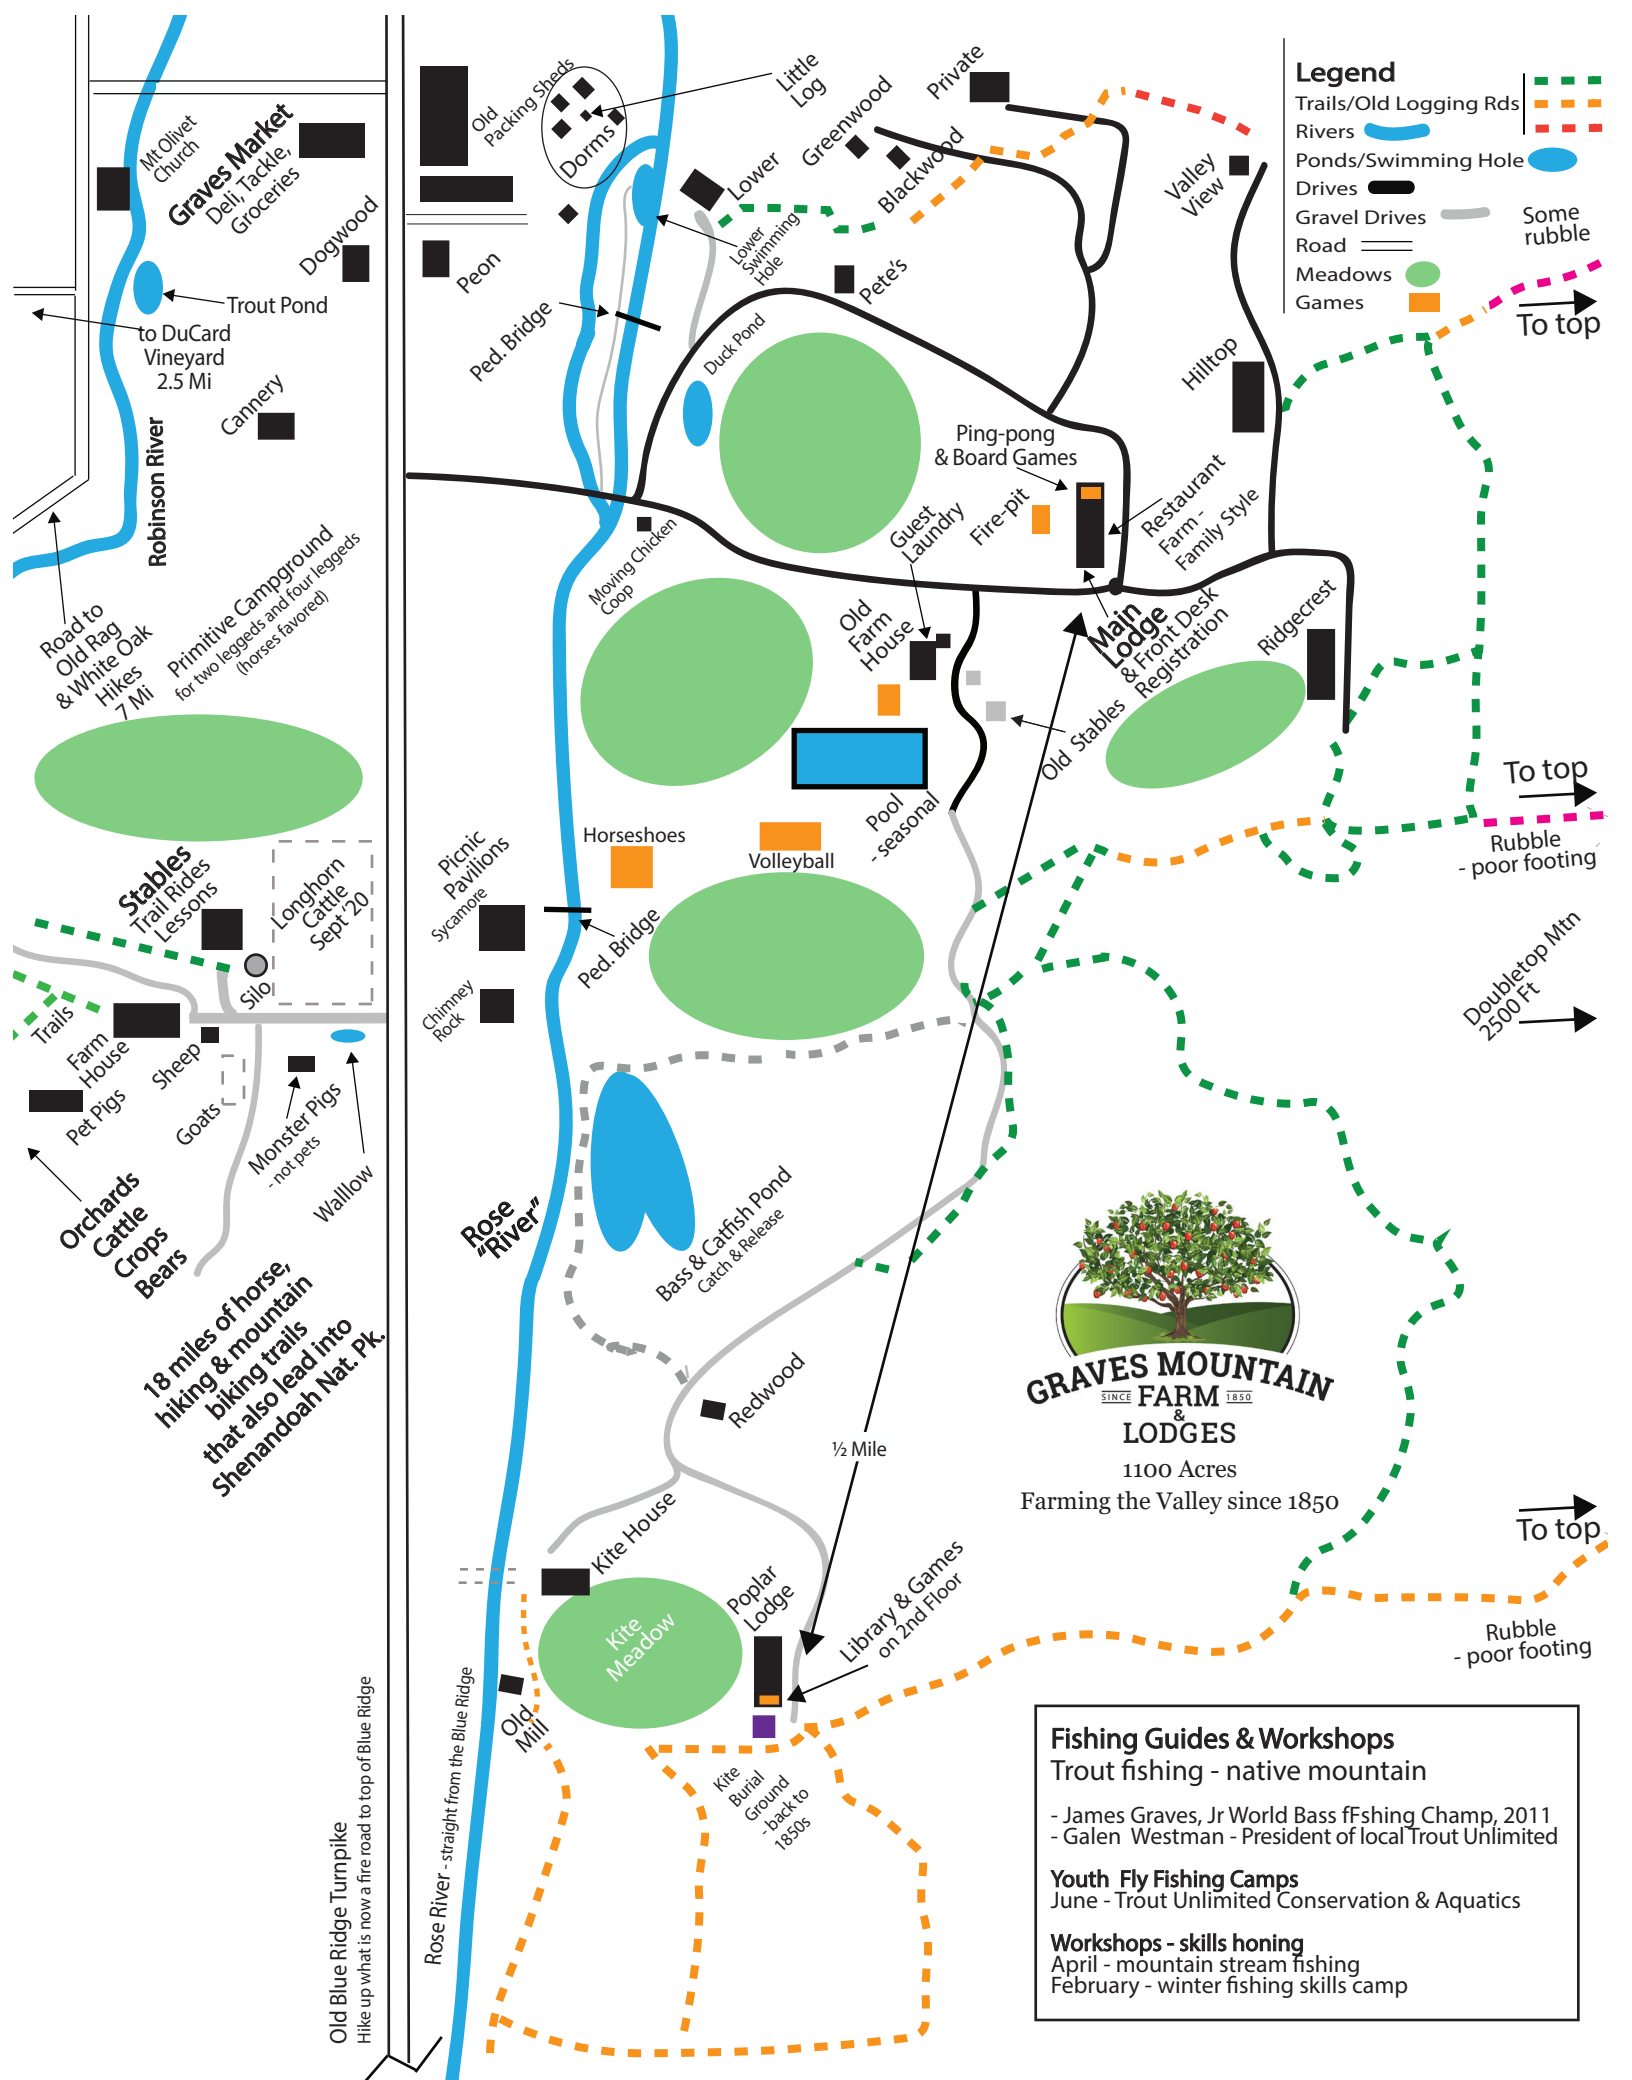 Legend
Trails/Old Logging Rds
Rivers
Ponds/Swimming Hole
Drives
Gravel Drives
Road
Meadows
Games
Some
rubble
To top
Mt Olivet
Church
Graves Market
Deli, Tackle,
Groceries
Dogwood
Trout Pond
to DuCard
Vineyard
2.5 Mi
Cannery
Robinson River
Road to
Old Rag
& White Oak
Hikes
7 Mi
Primitive Campground
for two leggeds and four leggeds
(horses favored)
Old
Packing Sheds
Dorms
Little
Log
Peon
Ped. Bridge
Lower
Lower
Swimming
Hole
Greenwood
Blackwood
Private
Pete's
Valley
View
Hilltop
Duck Pond
Ping-pong
& Board Games
Fire-pit
Restaurant
Farm -
Family Style
Guest
Laundry
Moving Chicken
Coop
Old
Farm
House
Main
Lodge
& Front Desk
Registration
Ridgecrest
Old Stables
Pool
- seasonal
Horseshoes
Volleyball
Picnic
Pavilions
Sycamore
Ped. Bridge
Chimney
Rock
To top
Rubble
- poor footing
Doubletop Mtn
2500 Ft
Stables
Trail Rides
Lessons
Longhorn
Cattle
Sept '20
Silo
Trails
Farm
House
Sheep
Pet Pigs
Goats
Monster Pigs
- not pets
Walllow
Orchards
Cattle
Crops
Bears
18 miles of horse,
hiking & mountain
biking trails
that also lead into
Shenandoah Nat. Pk.
Rose
"River"
Bass & Catfish Pond
Catch & Release
Redwood
½ Mile
GRAVES MOUNTAIN
SINCE FARM 1850
&
LODGES
1100 Acres
Farming the Valley since 1850
Kite House
Kite
Meadow
Poplar
Lodge
Library & Games
on 2nd Floor
To top
Rubble
- poor footing
Old
Mill
Kite
Burial
Ground
- back to
1850s
Rose River - straight from the Blue Ridge
Old Blue Ridge Turnpike
Hike up what is now a fire road to top of Blue Ridge
Fishing Guides & Workshops
Trout fishing - native mountain
- James Graves, Jr World Bass fFshing Champ, 2011
- Galen Westman - President of local Trout Unlimited
Youth Fly Fishing Camps
June - Trout Unlimited Conservation & Aquatics
Workshops - skills honing
April - mountain stream fishing
February - winter fishing skills camp